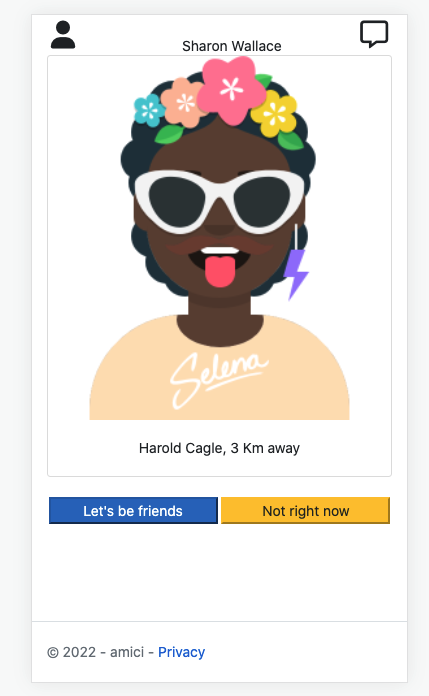 Sharon Wallace
Selena
Harold Cagle, 3 Km away
Let's be friends
Not right now
© 2022 - amici - Privacy